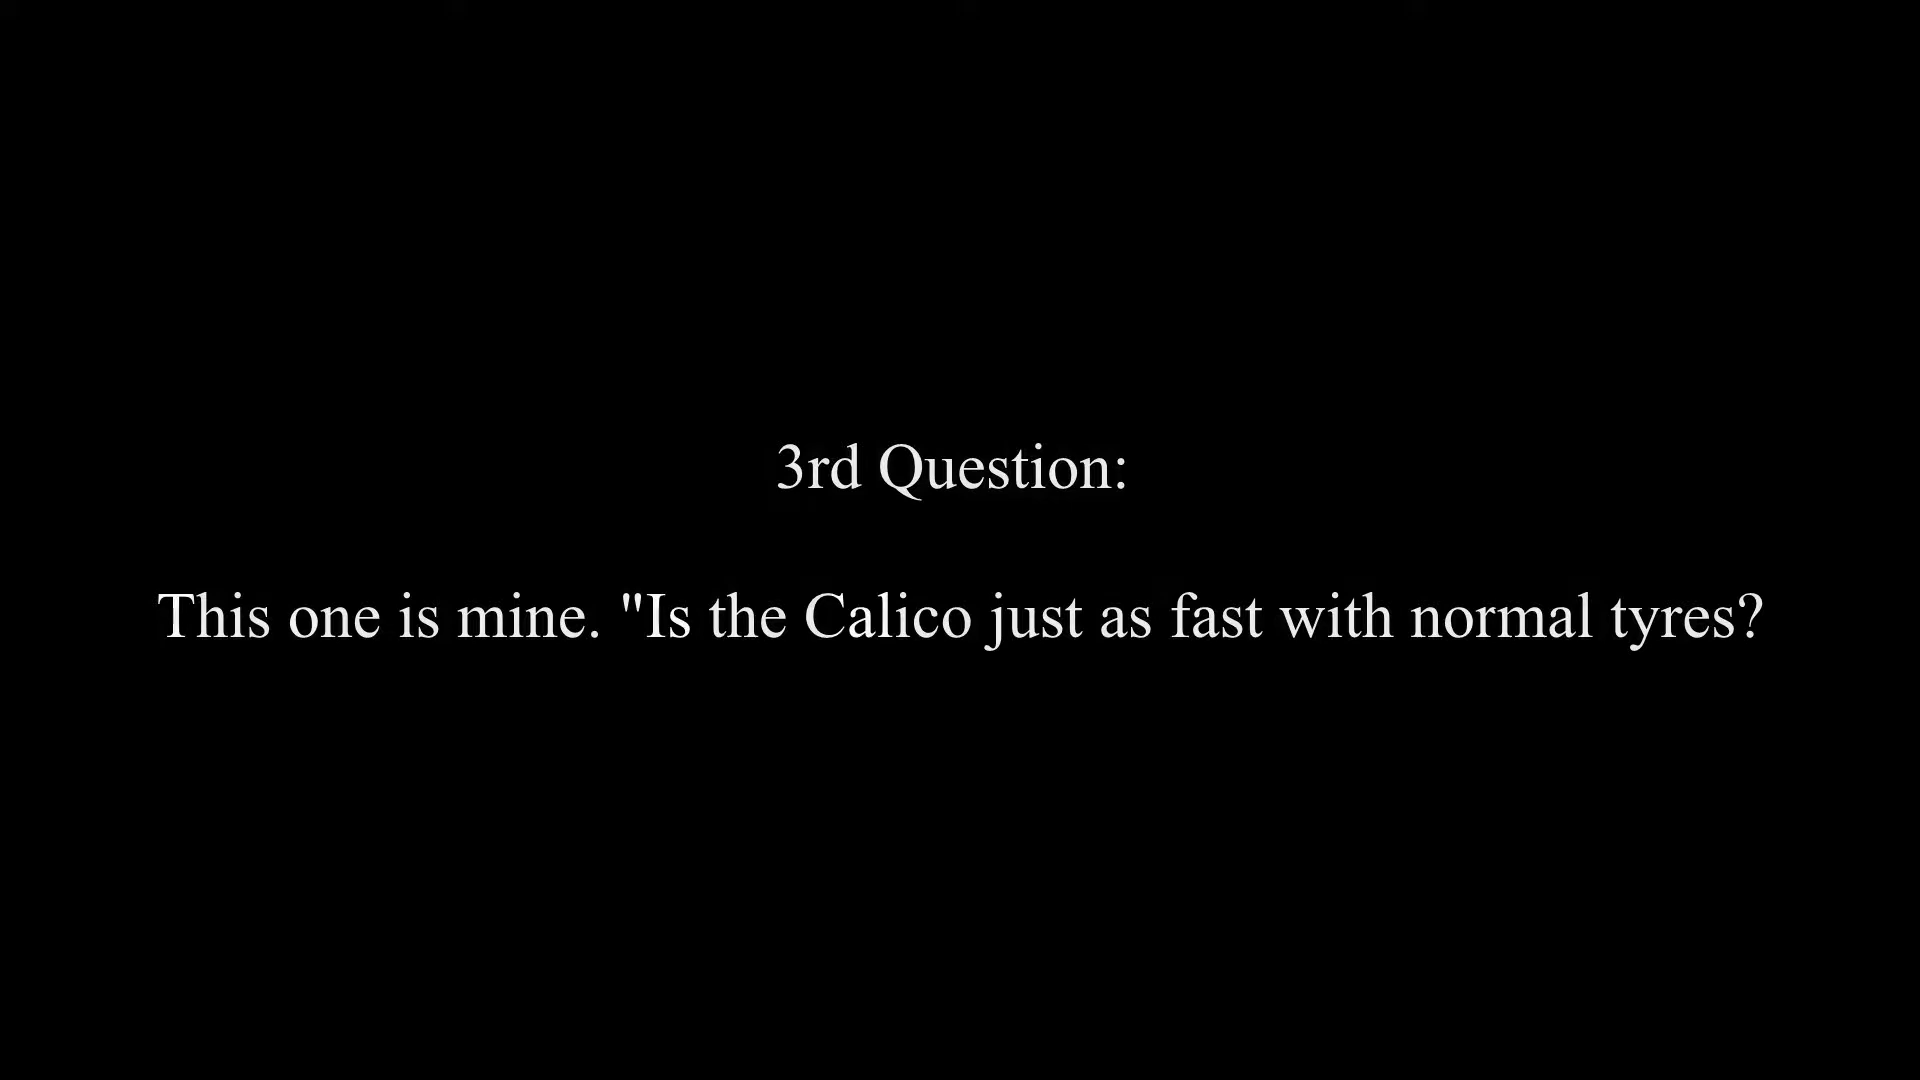 3rd Question:
This one is mine. "Is the Calico just as fast with normal tyres?